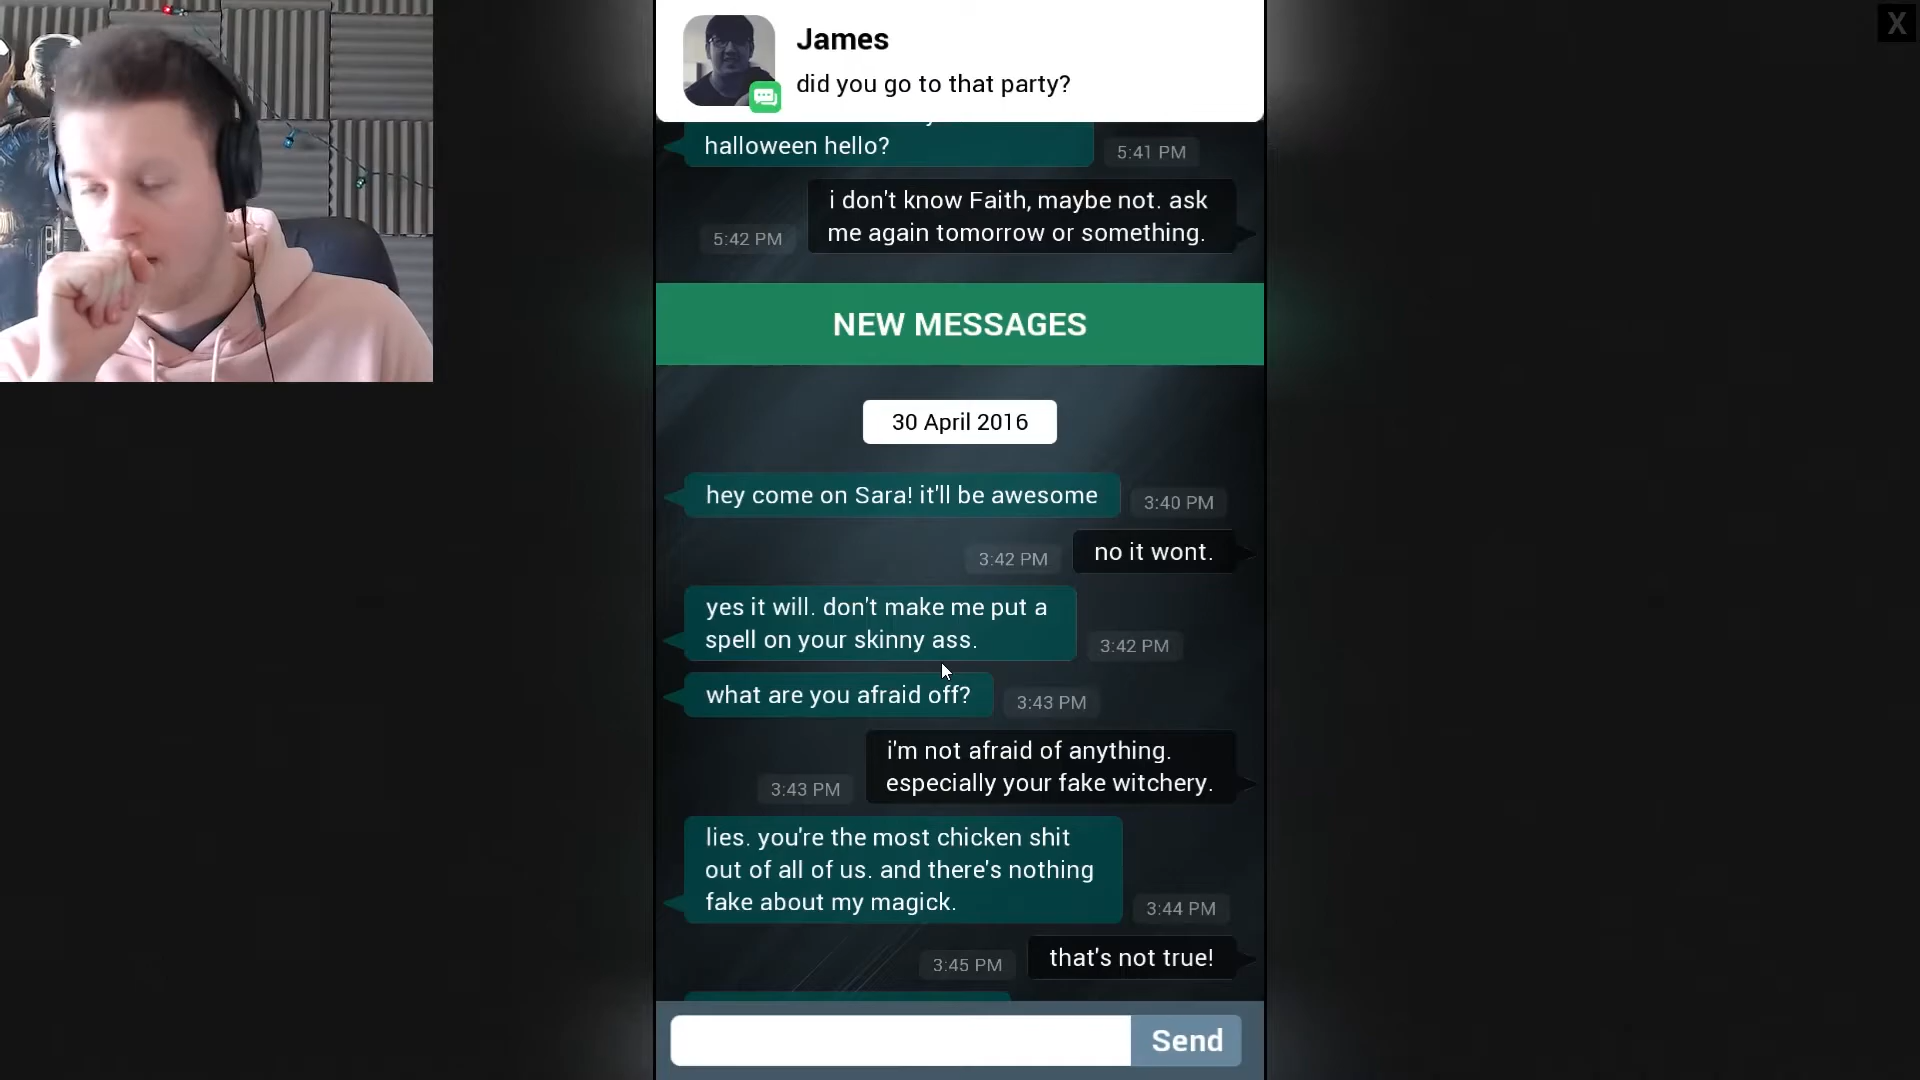 X
James
did you go to that party?
halloween hello?
5:41 PM
i don't know Faith, maybe not. ask
me again tomorrow or something.
5:42 PM
NEW MESSAGES
30 April 2016
hey come on Sara! it'll be awesome
3:40 PM
no it wont.
3:42 PM
yes it will. don't make me put a
spell on your skinny ass.
3:42 PM
what are you afraid off?
3:43 PM
i'm not afraid of anything.
especially your fake witchery.
3:43 PM
lies. you're the most chicken shit
out of all of us. and there's nothing
fake about my magick.
3:44 PM
that's not true!
3:45 PM
Send